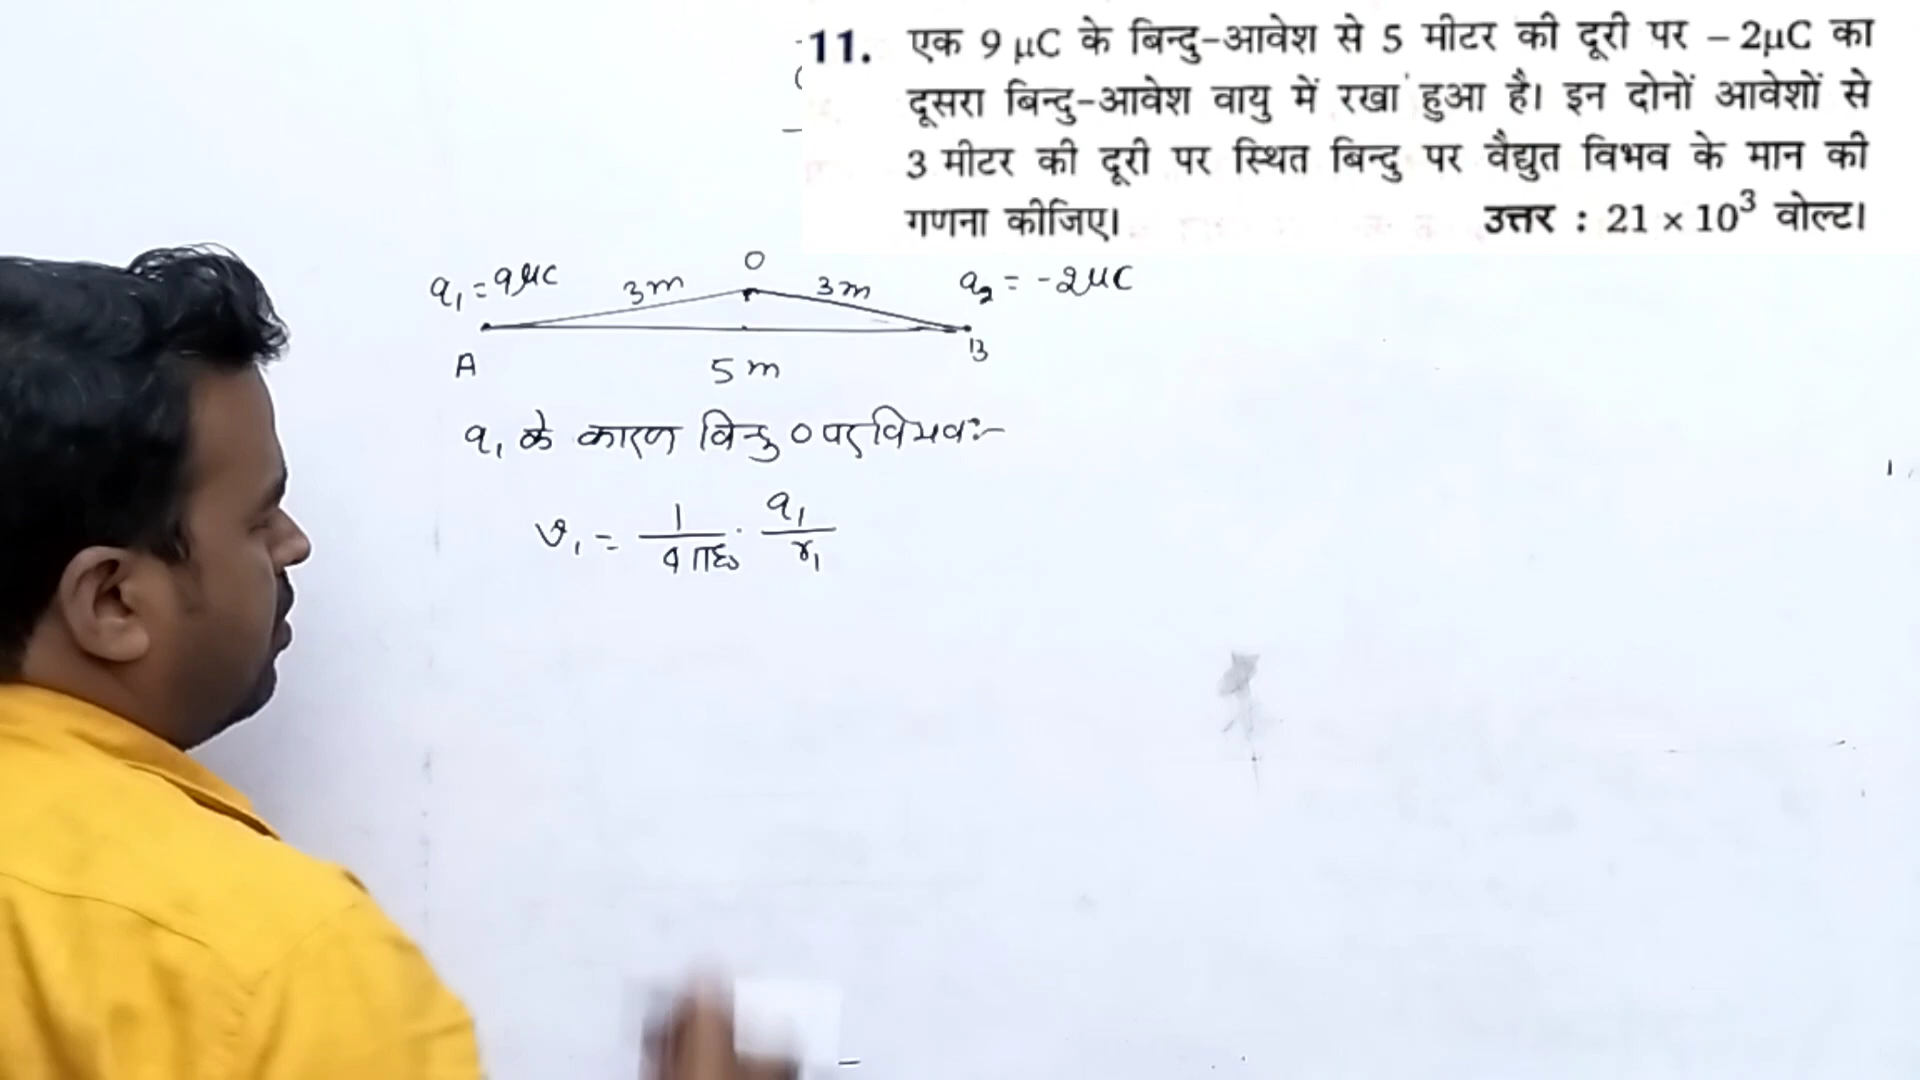 11. एक 9 μC के बिन्दु-आवेश से 5 मीटर की दूरी पर – 2μC का
दूसरा बिन्दु-आवेश वायु में रखा हुआ है। इन दोनों आवेशों से
3 मीटर की दूरी पर स्थित बिन्दु पर वैद्युत विभव के मान की
गणना कीजिए। उत्तर : 21 × 10³ वोल्ट।
q₁ = 9μC 3m O 3m q₂ = -2μC
A 5m B
q₁ के कारण बिन्दु O पर विभव:-
v₁ = 1/4πε₀ · q₁/r₁